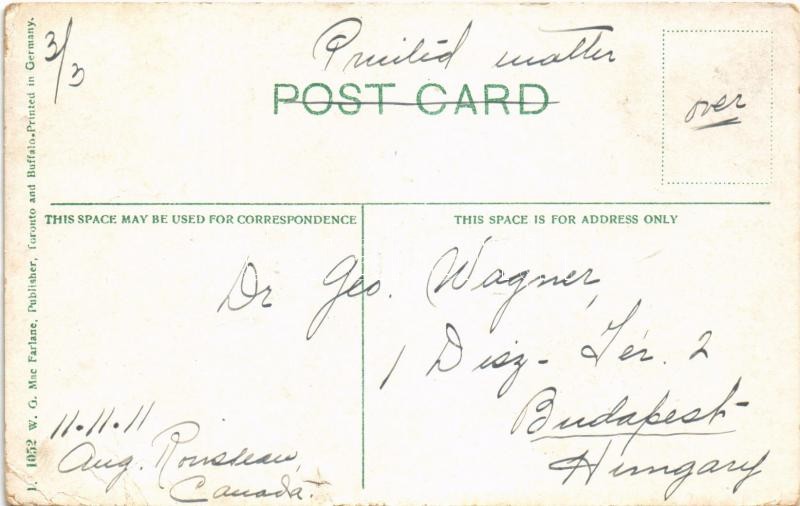 3/3
Printed matter
POST CARD
over
THIS SPACE MAY BE USED FOR CORRESPONDENCE
THIS SPACE IS FOR ADDRESS ONLY
Dr Geo. Wagner,
1 Disz-Tér. 2
Budapest
Hungary
11.11.11
Aug.
Canada.
1052 W. G. Mac Farlane, Publisher, Toronto and Buffalo. Printed in Germany.